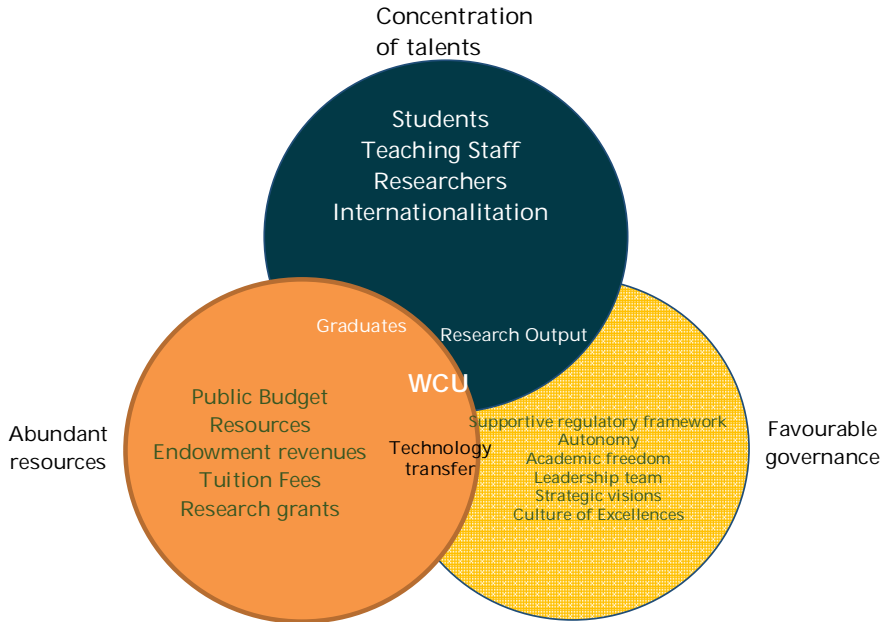 Concentration
of talents
Students
Teaching Staff
Researchers
Internationalitation
Graduates
Research Output
WCU
Abundant
resources
Public Budget
Resources
Endowment revenues
Tuition Fees
Research grants
Technology
transfer
Supportive regulatory framework
Autonomy
Academic freedom
Leadership team
Strategic visions
Culture of Excellences
Favourable
governance